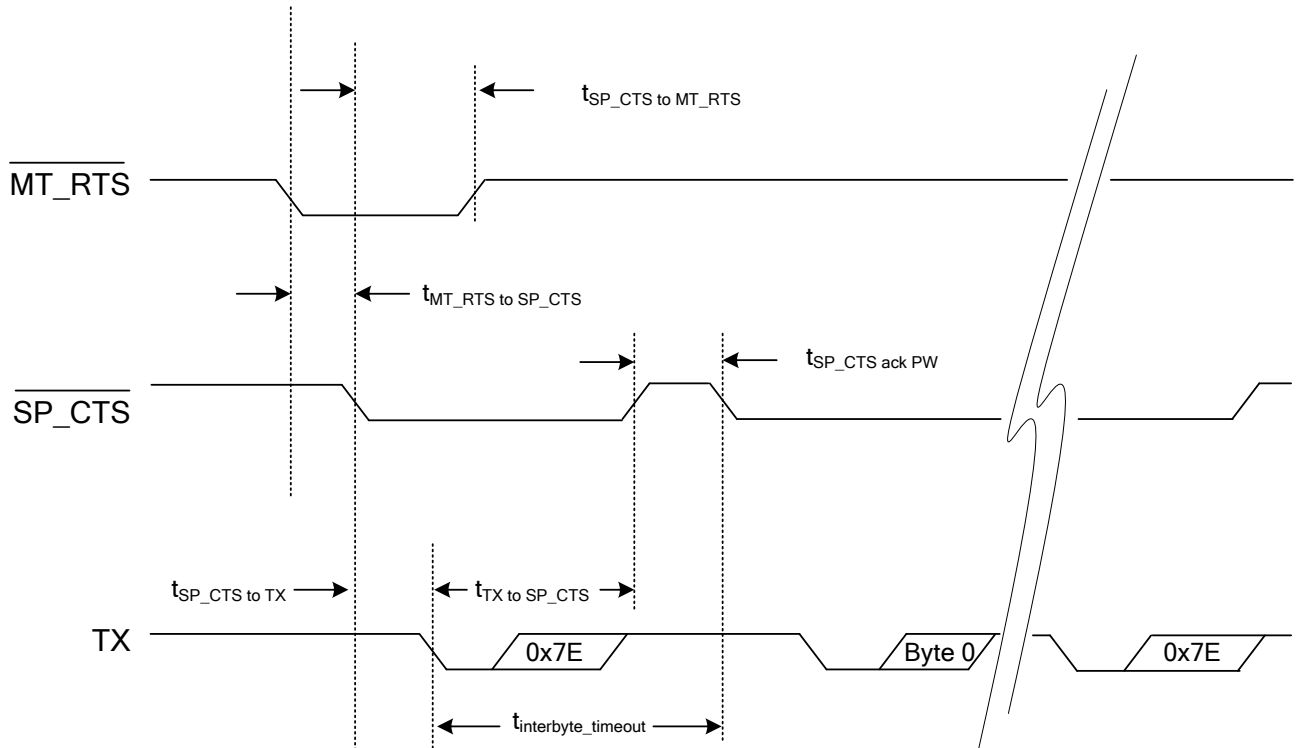 tSP_CTS to MT_RTS
MT_RTS
tMT_RTS to SP_CTS
tSP_CTS ack PW
SP_CTS
tSP_CTS to TX
tTX to SP_CTS
TX
0x7E
Byte 0
0x7E
tinterbyte_timeout